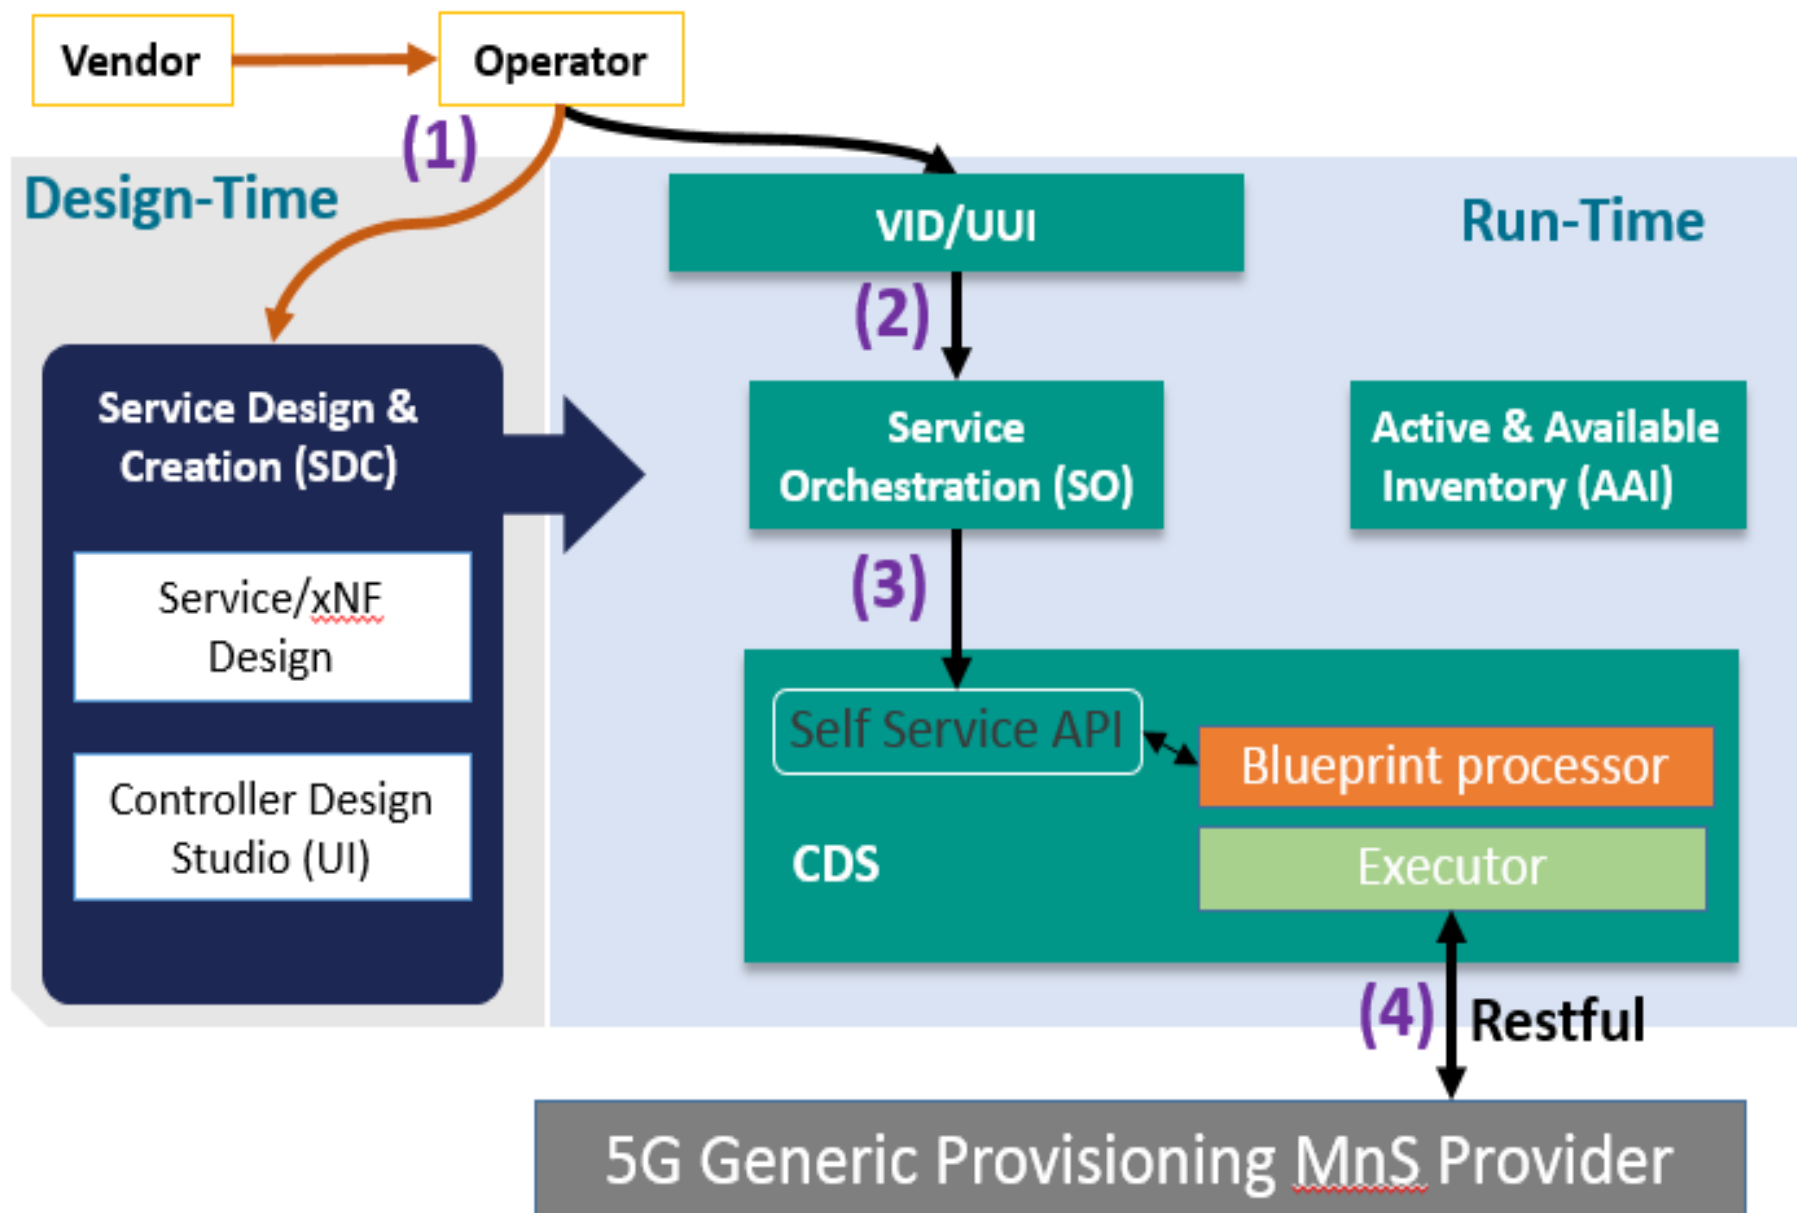 Vendor
Operator
(1)
Design-Time
VID/UUI
Run-Time
(2)
Service Design &
Creation (SDC)
Service
Orchestration (SO)
Active & Available
Inventory (AAI)
Service/xNF
Design
(3)
Self Service API
Blueprint processor
Controller Design
Studio (UI)
CDS
Executor
(4)
Restful
5G Generic Provisioning MnS Provider